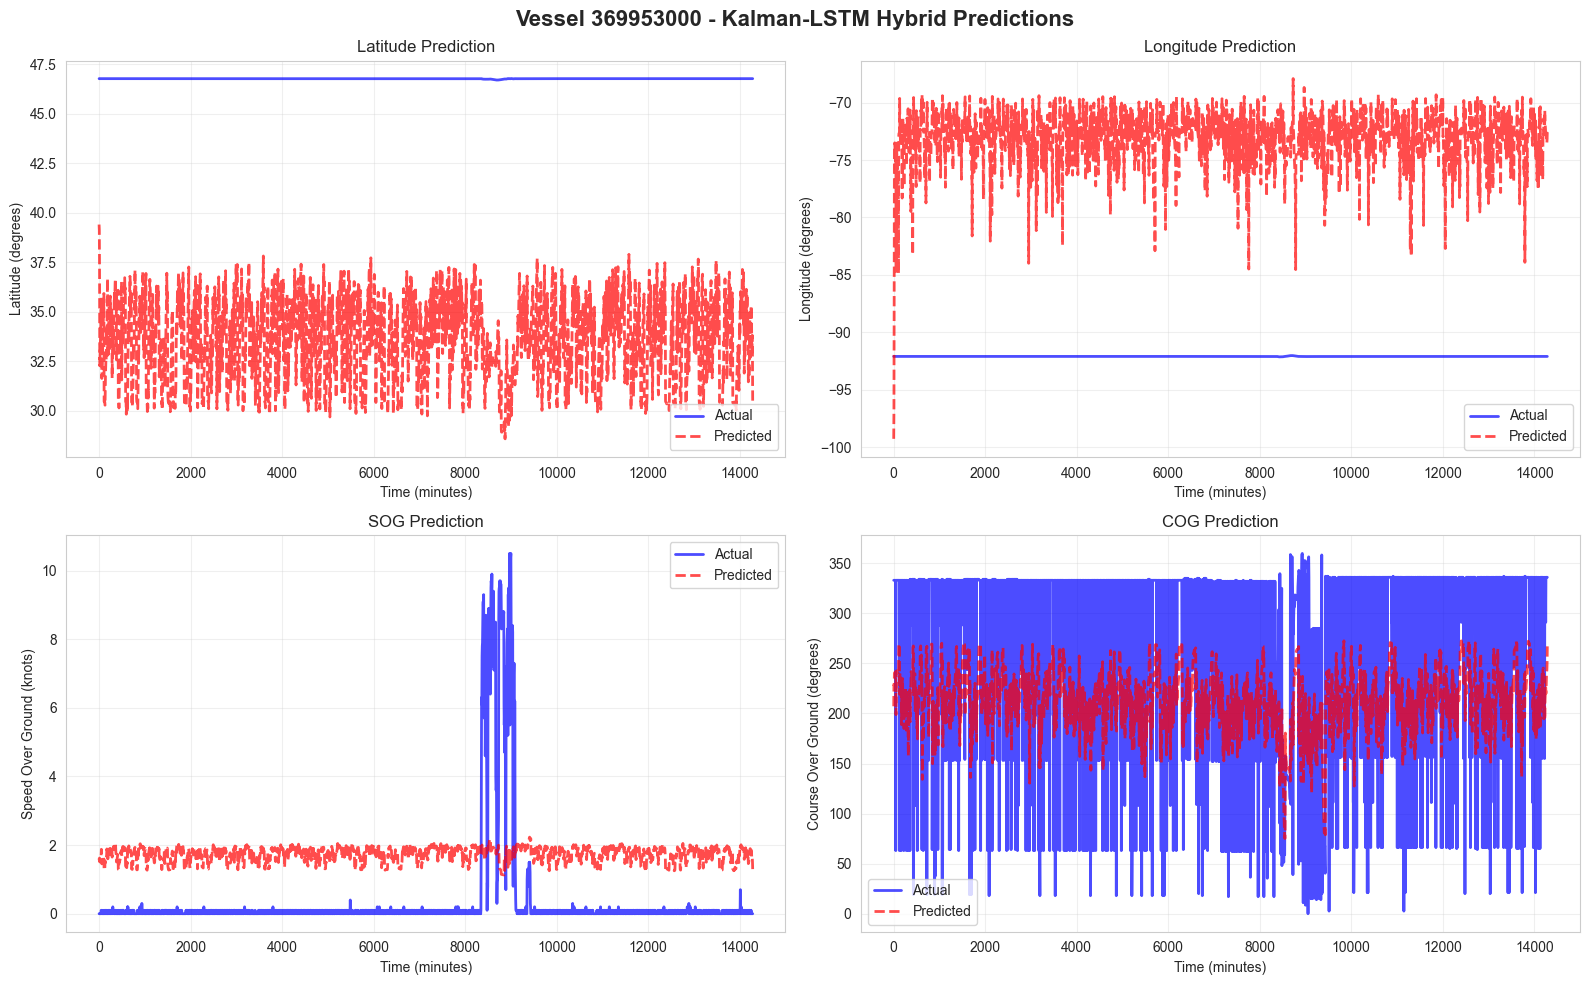 Vessel 369953000 - Kalman-LSTM Hybrid Predictions
Latitude Prediction
47.5
45.0
42.5
40.0
37.5
35.0
32.5
30.0
Latitude (degrees)
Actual
Predicted
0 2000 4000 6000 8000 10000 12000 14000
Time (minutes)
Longitude Prediction
−70
−75
−80
−85
−90
−95
−100
Longitude (degrees)
Actual
Predicted
0 2000 4000 6000 8000 10000 12000 14000
Time (minutes)
SOG Prediction
10
8
6
4
2
0
Speed Over Ground (knots)
Actual
Predicted
0 2000 4000 6000 8000 10000 12000 14000
Time (minutes)
COG Prediction
350
300
250
200
150
100
50
0
Course Over Ground (degrees)
Actual
Predicted
0 2000 4000 6000 8000 10000 12000 14000
Time (minutes)